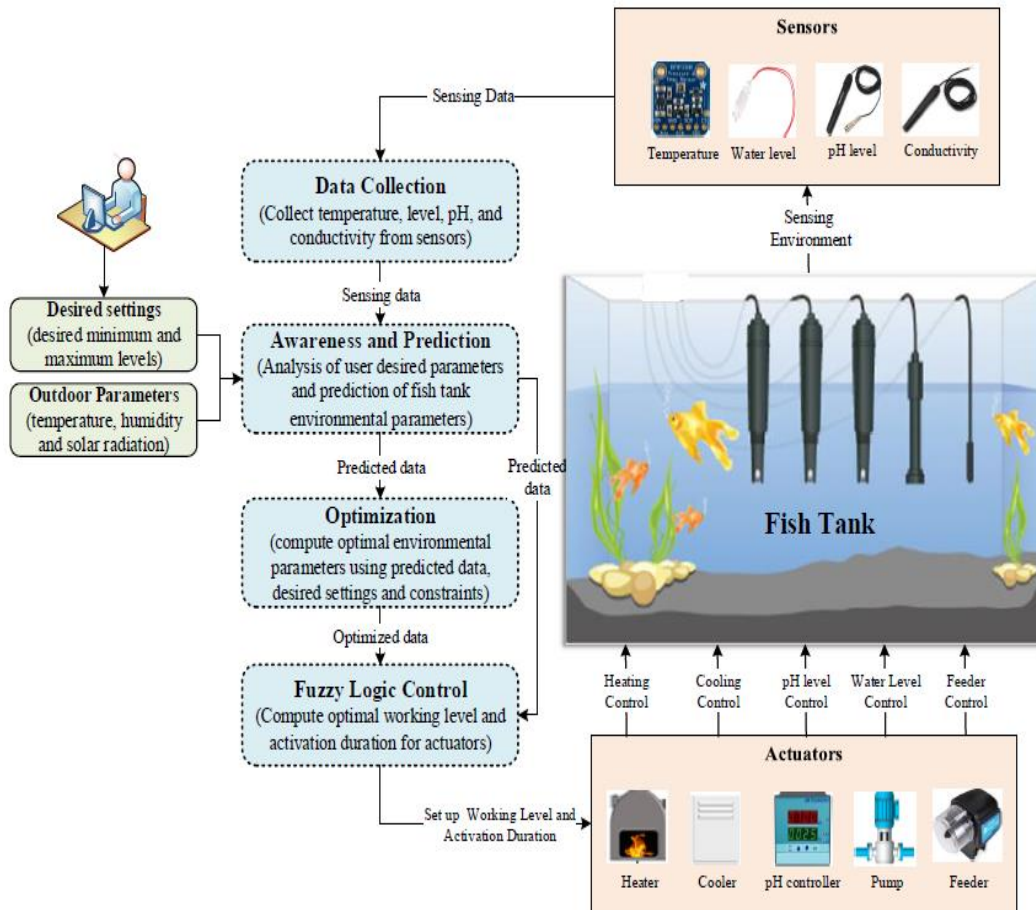 Sensors
Temperature
Water level
pH level
Conductivity
Sensing Data
Data Collection
(Collect temperature, level, pH, and
conductivity from sensors)
Sensing
Environment
Sensing data
Desired settings
(desired minimum and
maximum levels)
Outdoor Parameters
(temperature, humidity
and solar radiation)
Awareness and Prediction
(Analysis of user desired parameters
and prediction of fish tank
environmental parameters)
Predicted data
Predicted
data
Optimization
(compute optimal environmental
parameters using predicted data,
desired settings and constraints)
Optimized data
Fuzzy Logic Control
(Compute optimal working level and
activation duration for actuators)
Set up Working Level and
Activation Duration
Fish Tank
Heating
Control
Cooling
Control
pH level
Control
Water Level
Control
Feeder
Control
Actuators
Heater
Cooler
pH controller
Pump
Feeder